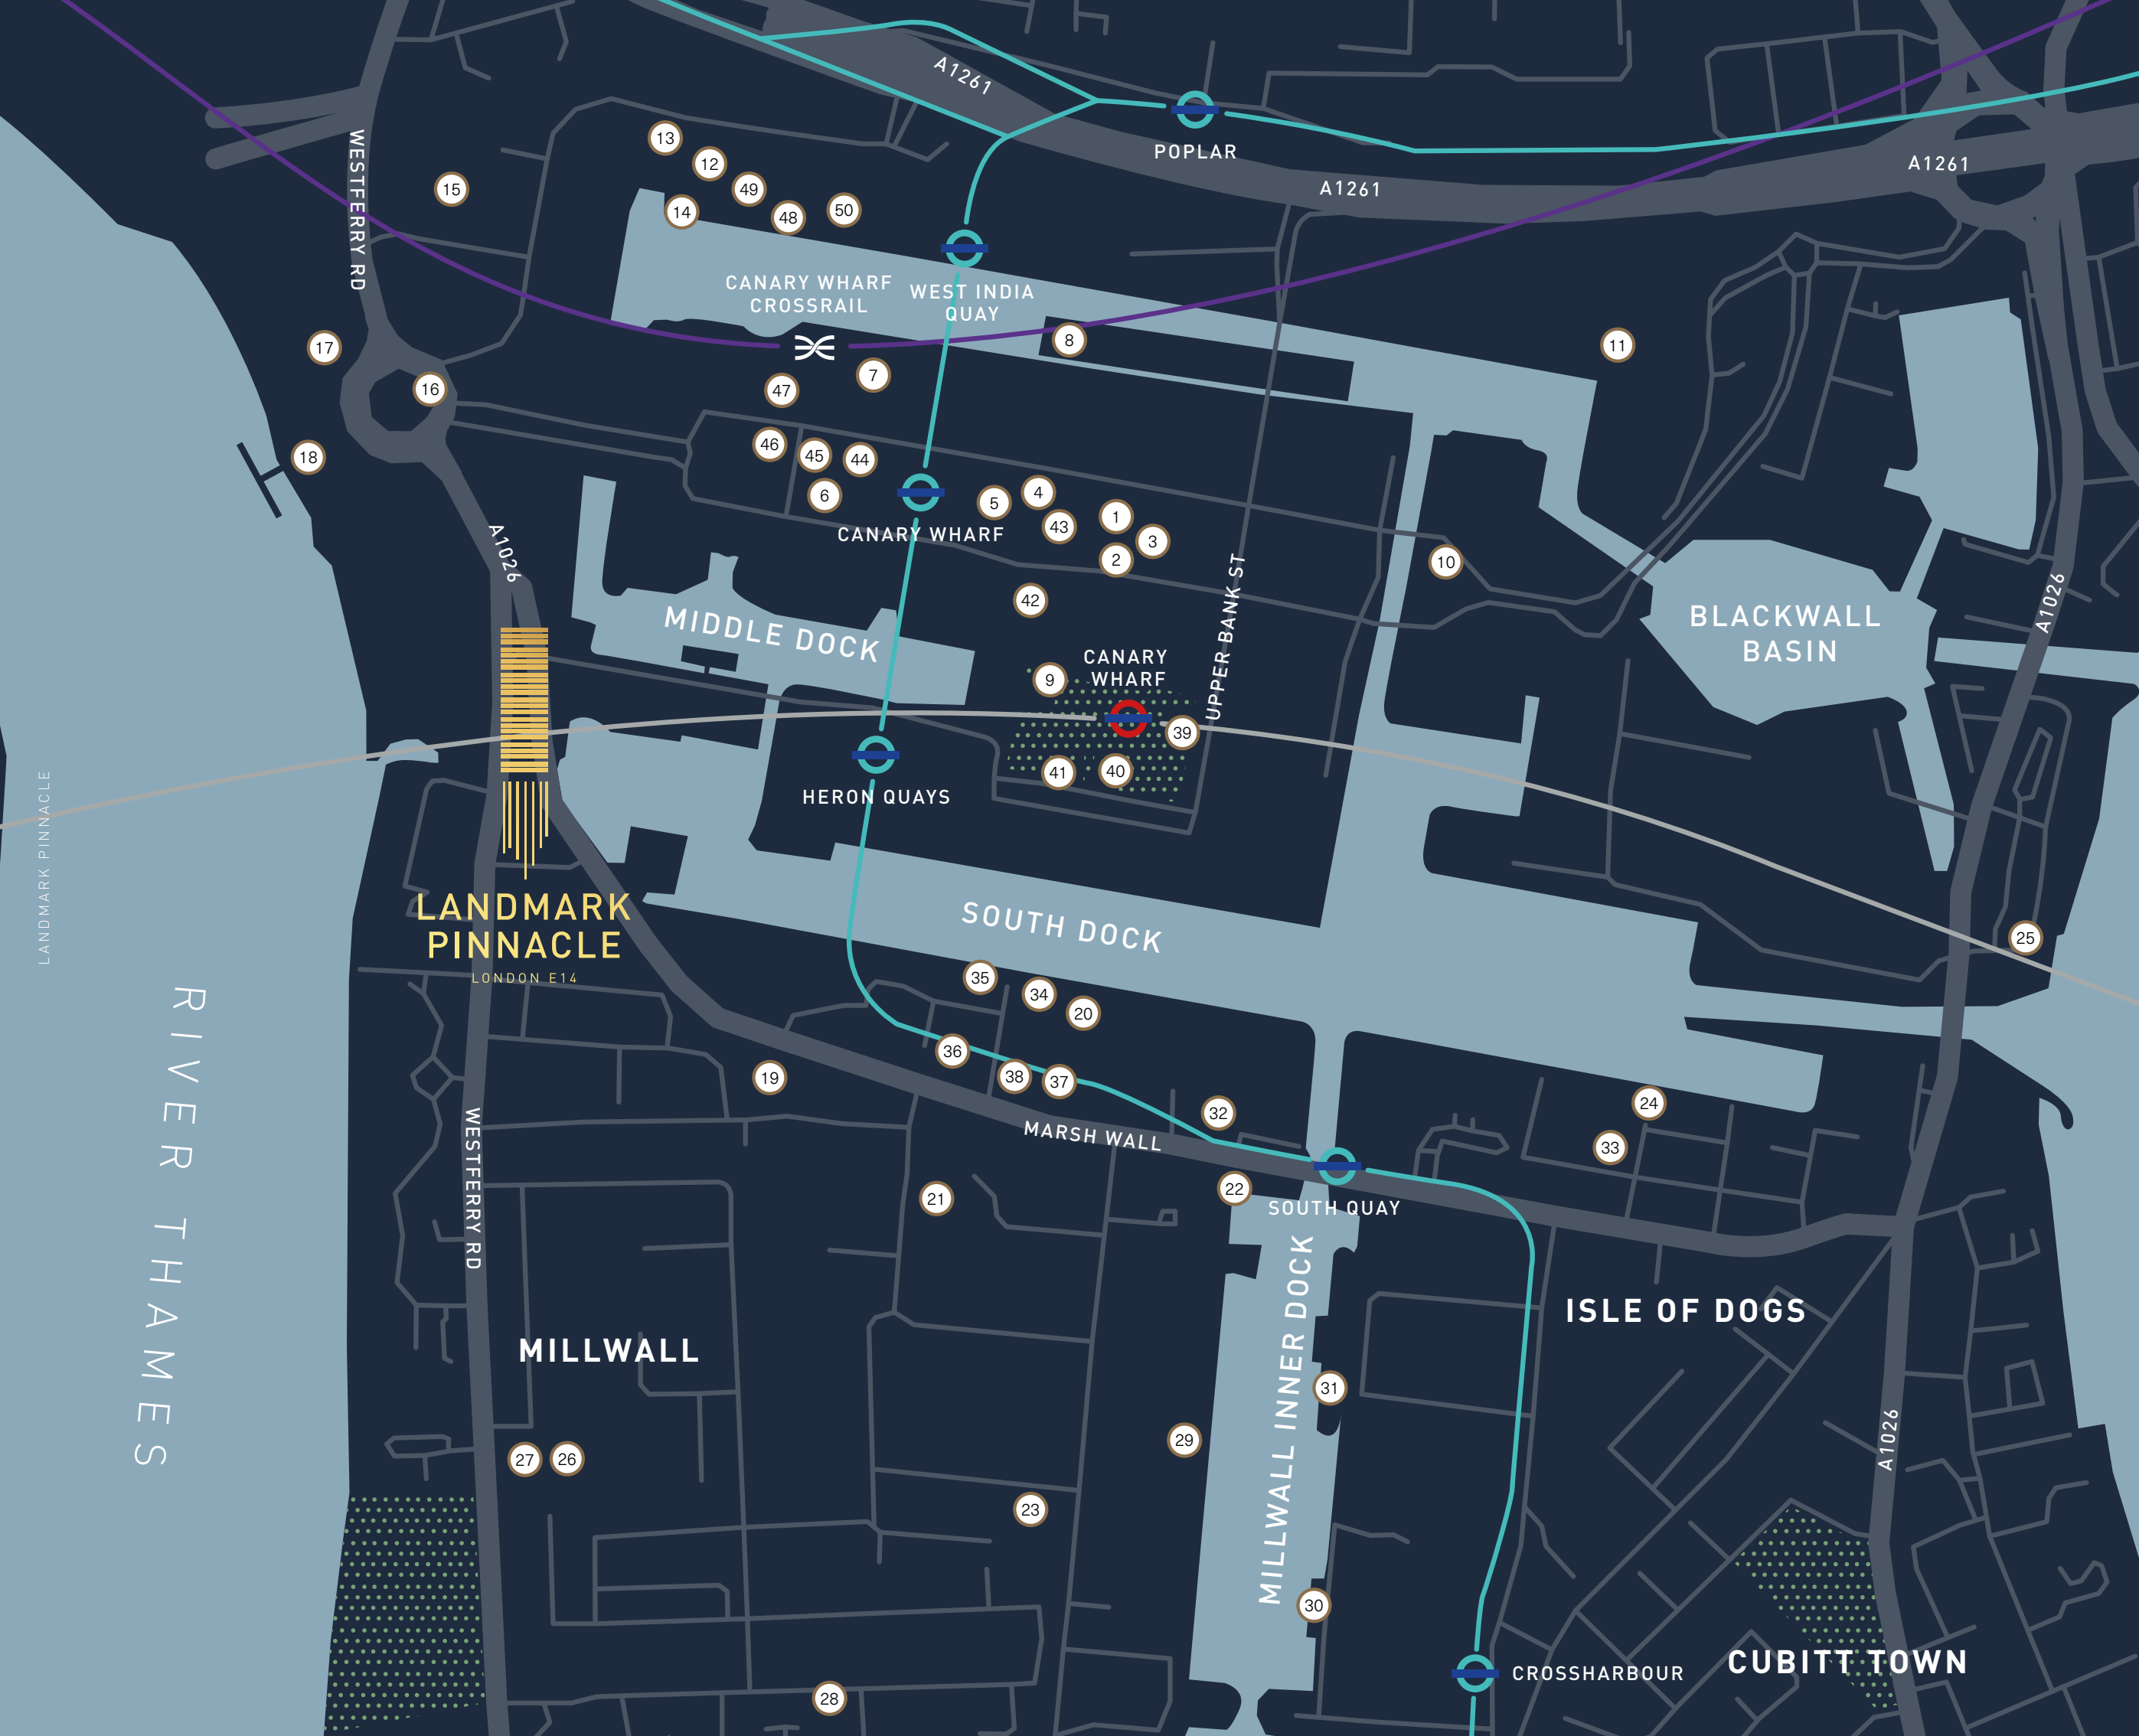 A1261
POPLAR
A1261
A1261
WESTFERRY RD
13
12
49
15
14
48
50
CANARY WHARF
CROSSRAIL
WEST INDIA
QUAY
8
11
17
7
16
47
46
45
44
18
6
5
4
43
1
3
2
CANARY WHARF
10
A1026
42
UPPER BANK ST
MIDDLE DOCK
BLACKWALL
BASIN
A1026
CANARY
WHARF
9
39
41
40
HERON QUAYS
LANDMARK PINNACLE
LANDMARK
PINNACLE
LONDON E14
SOUTH DOCK
25
35
34
20
RIVER THAMES
36
38
37
19
32
24
33
MARSH WALL
WESTFERRY RD
21
22
SOUTH QUAY
MILLWALL INNER DOCK
ISLE OF DOGS
MILLWALL
31
A1026
29
27
26
23
30
CROSSHARBOUR
CUBITT TOWN
28